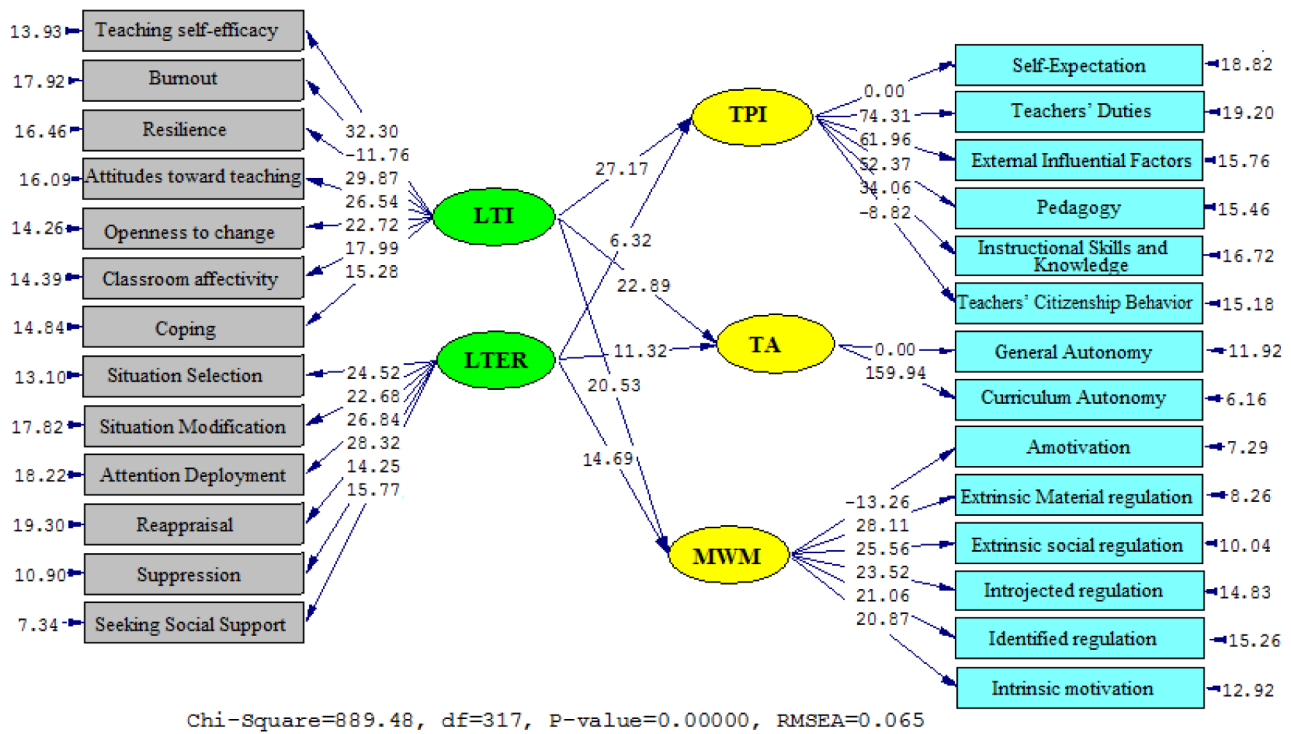 13.93 Teaching self-efficacy
17.92 Burnout
16.46 Resilience
16.09 Attitudes toward teaching
14.26 Openness to change
14.39 Classroom affectivity
14.84 Coping
13.10 Situation Selection
17.82 Situation Modification
18.22 Attention Deployment
19.30 Reappraisal
10.90 Suppression
7.34 Seeking Social Support
32.30
-11.76
29.87
26.54
22.72
17.99
15.28
24.52
22.68
26.84
28.32
14.25
15.77
LTI
LTER
27.17
6.32
22.89
11.32
20.53
14.69
TPI
TA
MWM
0.00
74.31
61.96
52.37
34.06
-8.82
0.00
159.94
-13.26
28.11
25.56
23.52
21.06
20.87
Self-Expectation 18.82
Teachers' Duties 19.20
External Influential Factors 15.76
Pedagogy 15.46
Instructional Skills and
Knowledge 16.72
Teachers' Citizenship Behavior 15.18
General Autonomy 11.92
Curriculum Autonomy 6.16
Amotivation 7.29
Extrinsic Material regulation 8.26
Extrinsic social regulation 10.04
Introjected regulation 14.83
Identified regulation 15.26
Intrinsic motivation 12.92
Chi-Square=889.48, df=317, P-value=0.00000, RMSEA=0.065